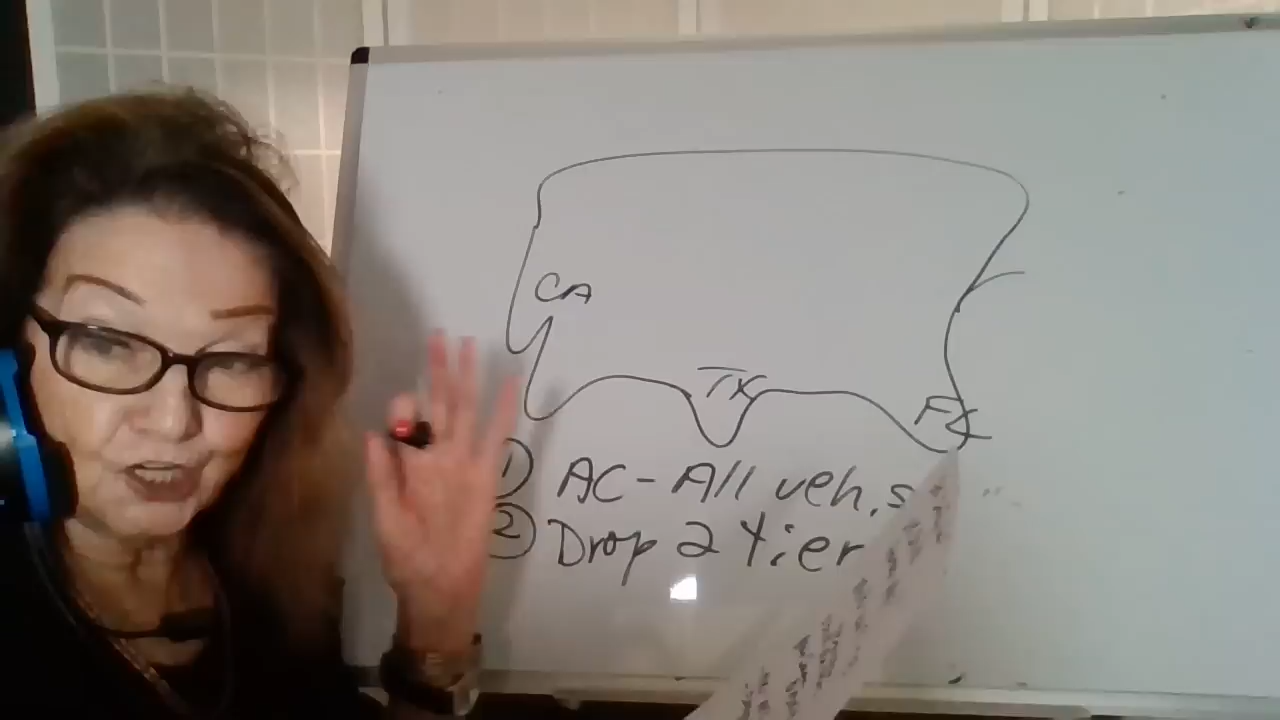 CA
TX
FL
① AC - All veh.s
② Drop 2 tier